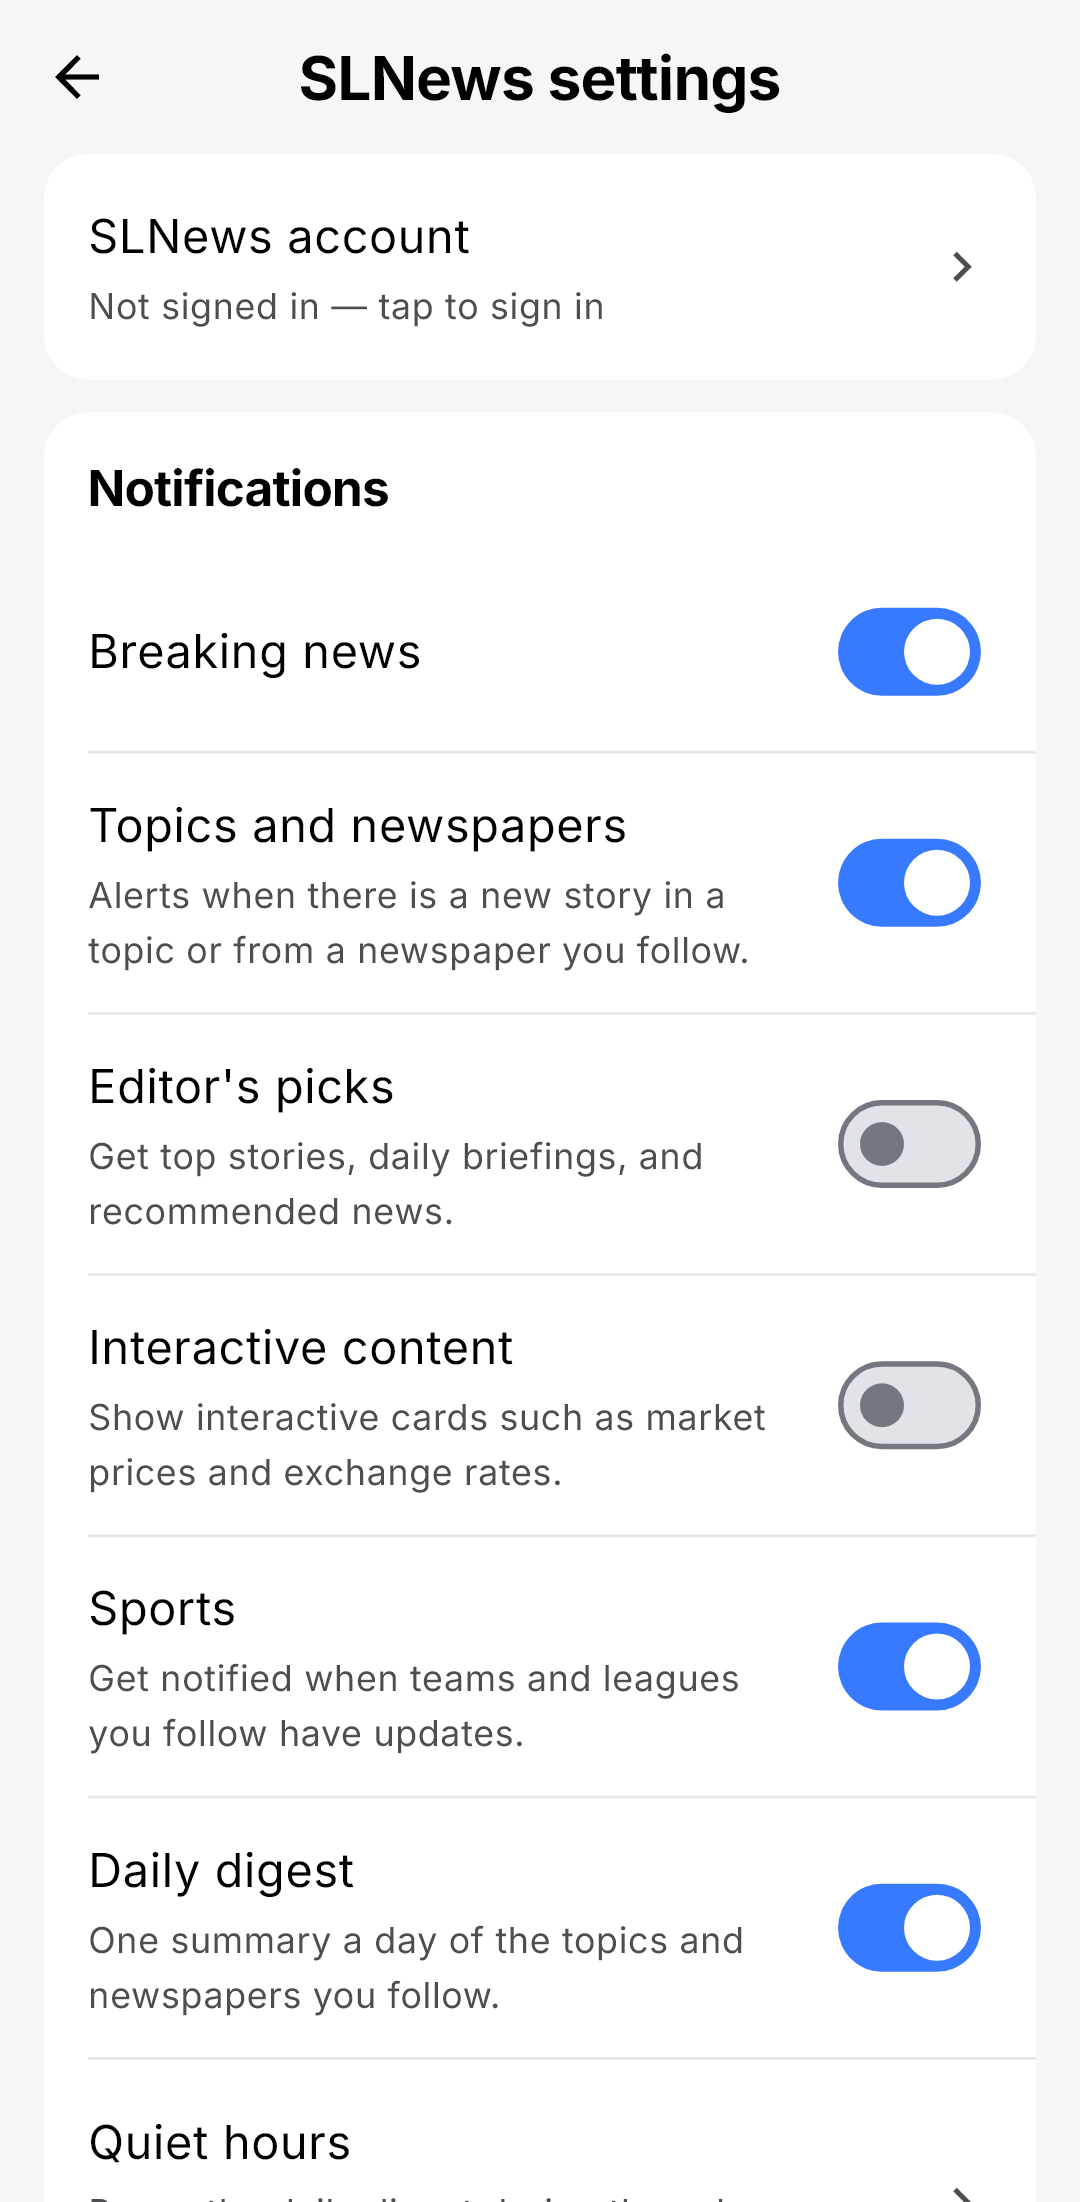 SLNews settings
SLNews account
Not signed in — tap to sign in
Notifications
Breaking news
Topics and newspapers
Alerts when there is a new story in a
topic or from a newspaper you follow.
Editor's picks
Get top stories, daily briefings, and
recommended news.
Interactive content
Show interactive cards such as market
prices and exchange rates.
Sports
Get notified when teams and leagues
you follow have updates.
Daily digest
One summary a day of the topics and
newspapers you follow.
Quiet hours